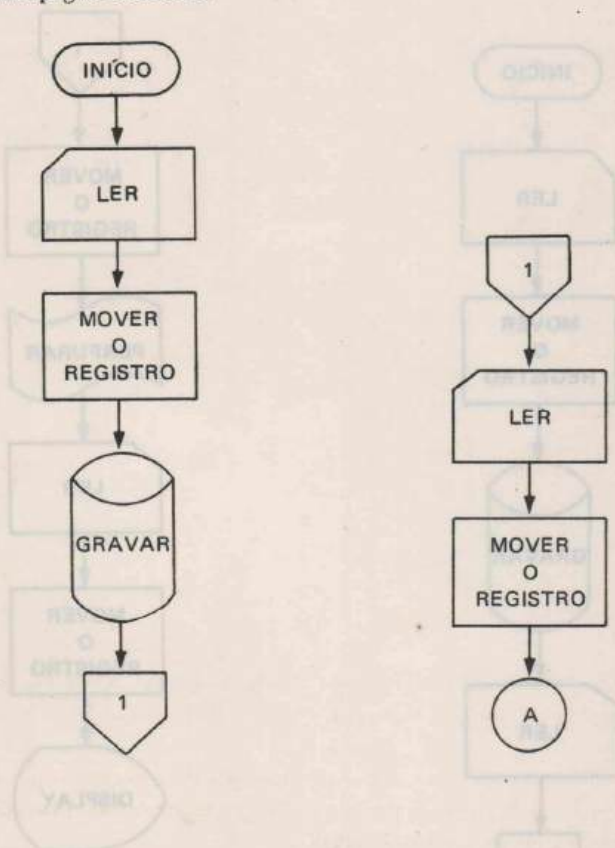 INÍCIO
LER
MOVER
O
REGISTRO
GRAVAR
1
1
LER
MOVER
O
REGISTRO
A